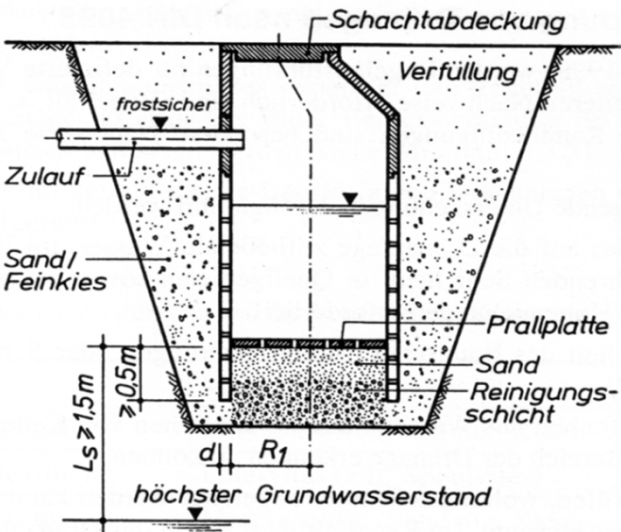 Schachtabdeckung
Verfüllung
frostsicher
Zulauf
Sand/
Feinkies
Prallplatte
Sand
Reinigungs-
schicht
≥ 0,5m
Ls ≥ 1,5m
d
R1
höchster Grundwasserstand